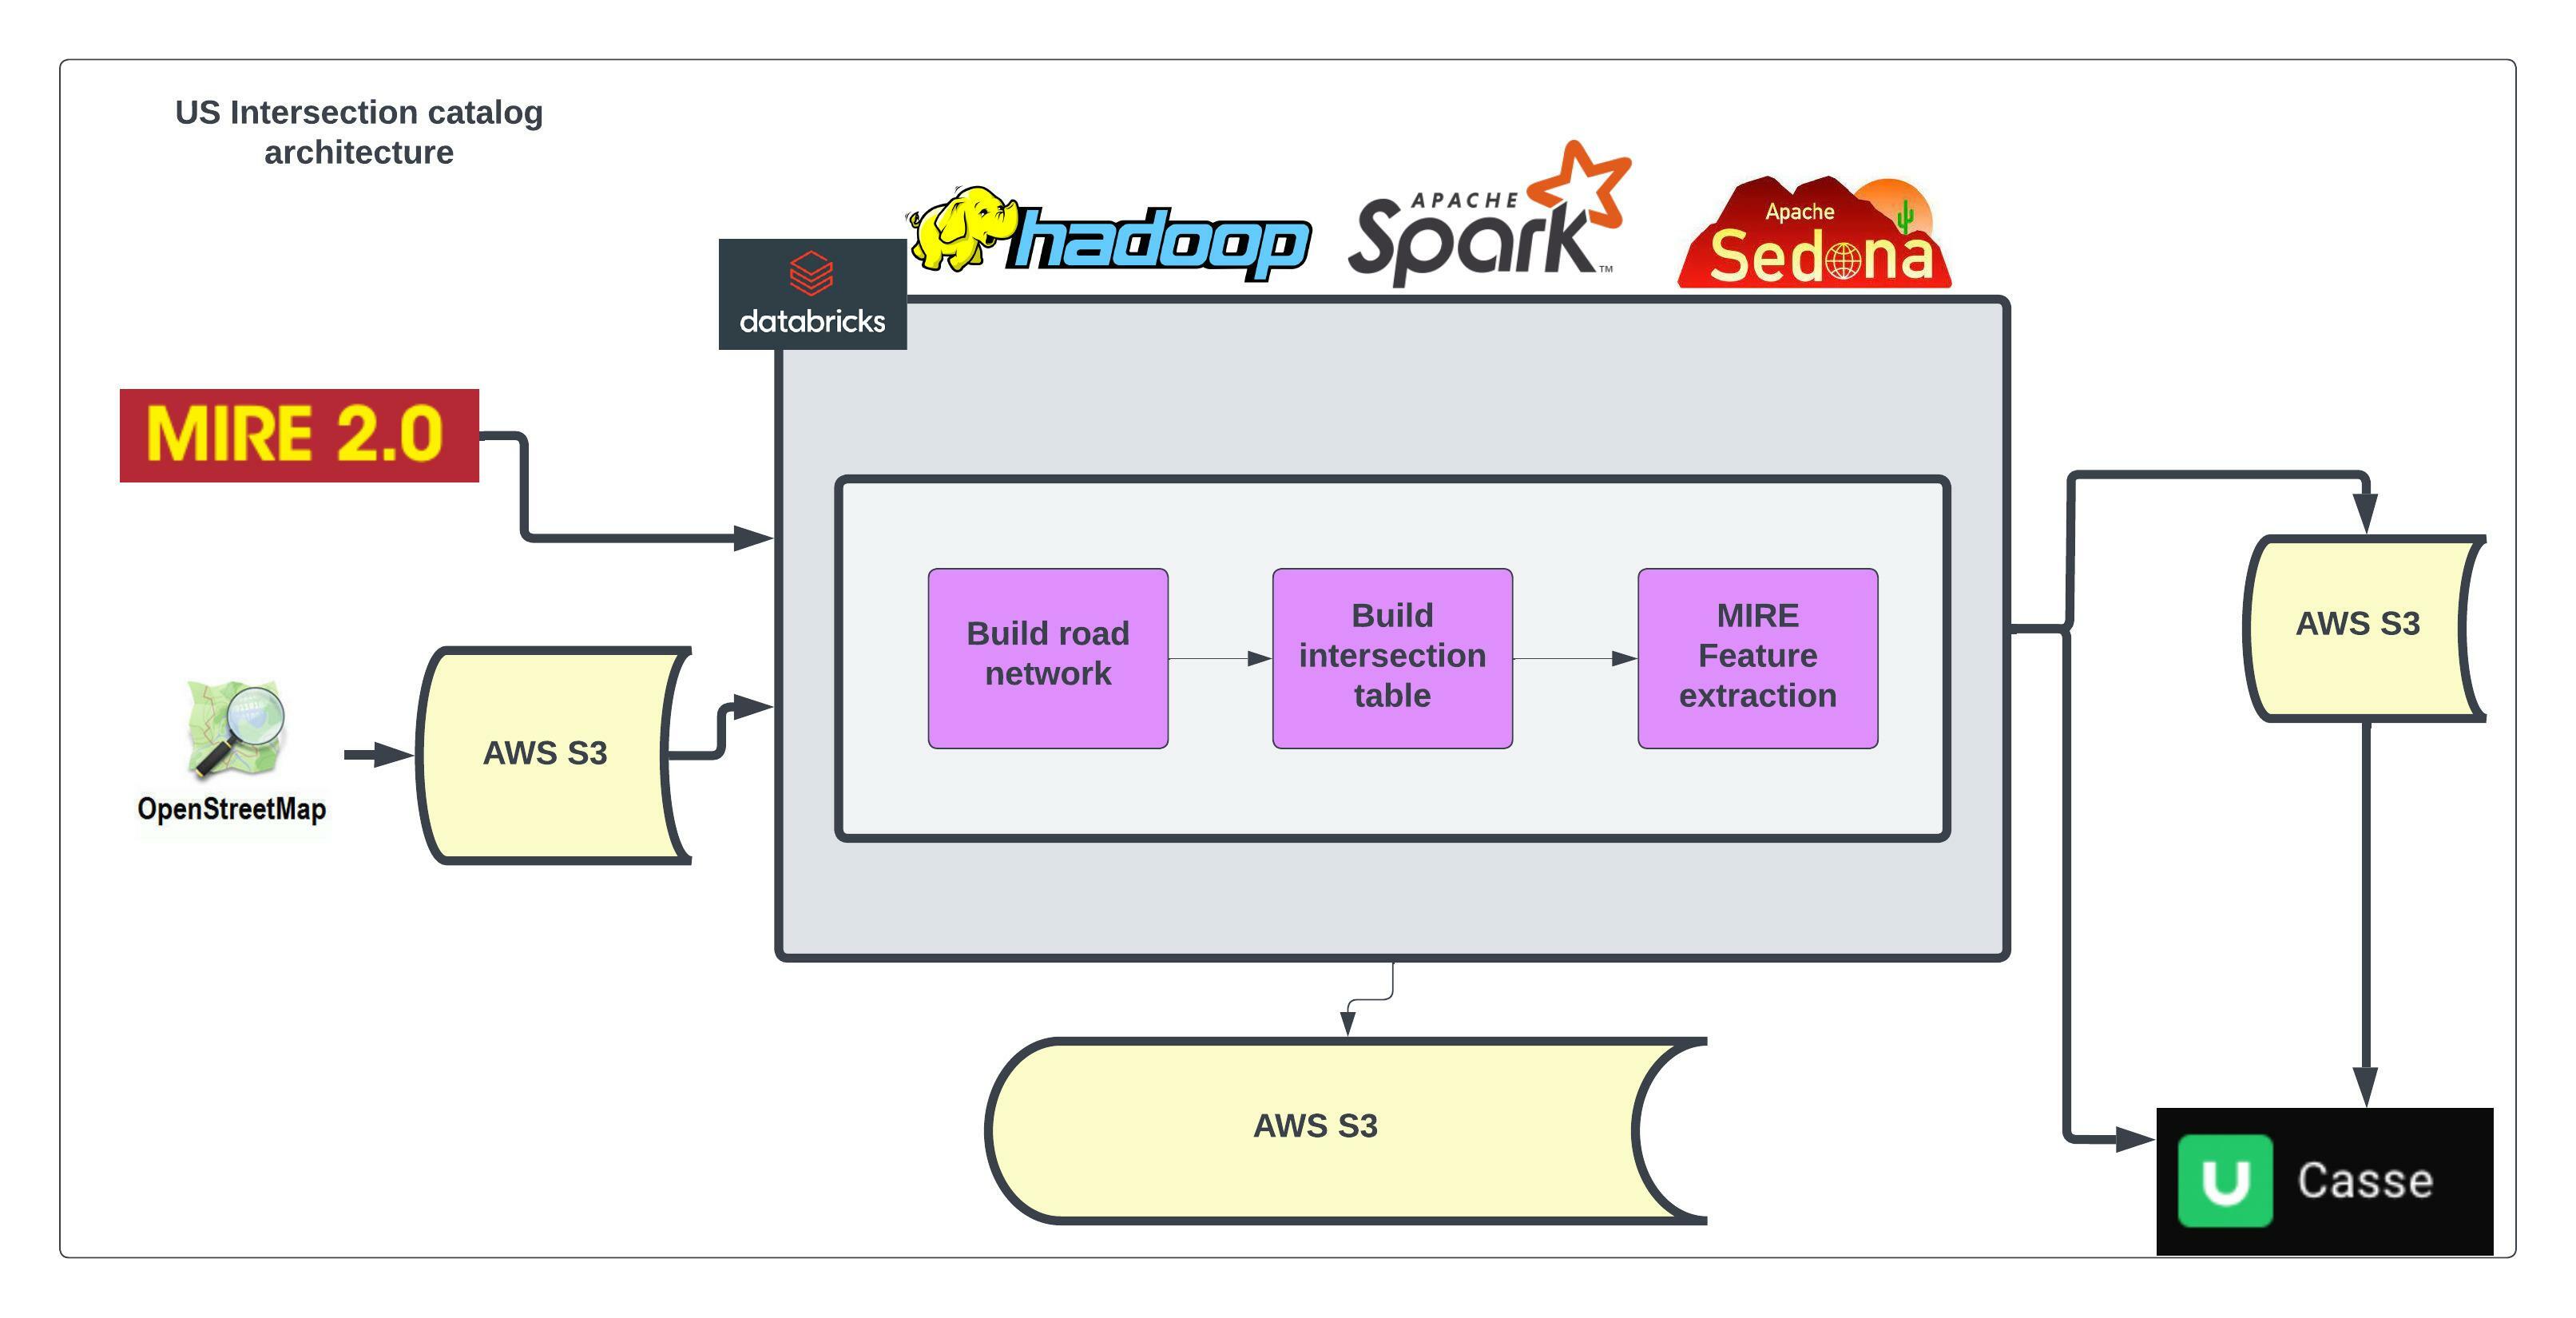 US Intersection catalog
architecture
hadoop
APACHE
Spark™
Apache
Sedona
databricks
MIRE 2.0
Build road
network
Build
intersection
table
MIRE
Feature
extraction
AWS S3
AWS S3
OpenStreetMap
AWS S3
U Casse